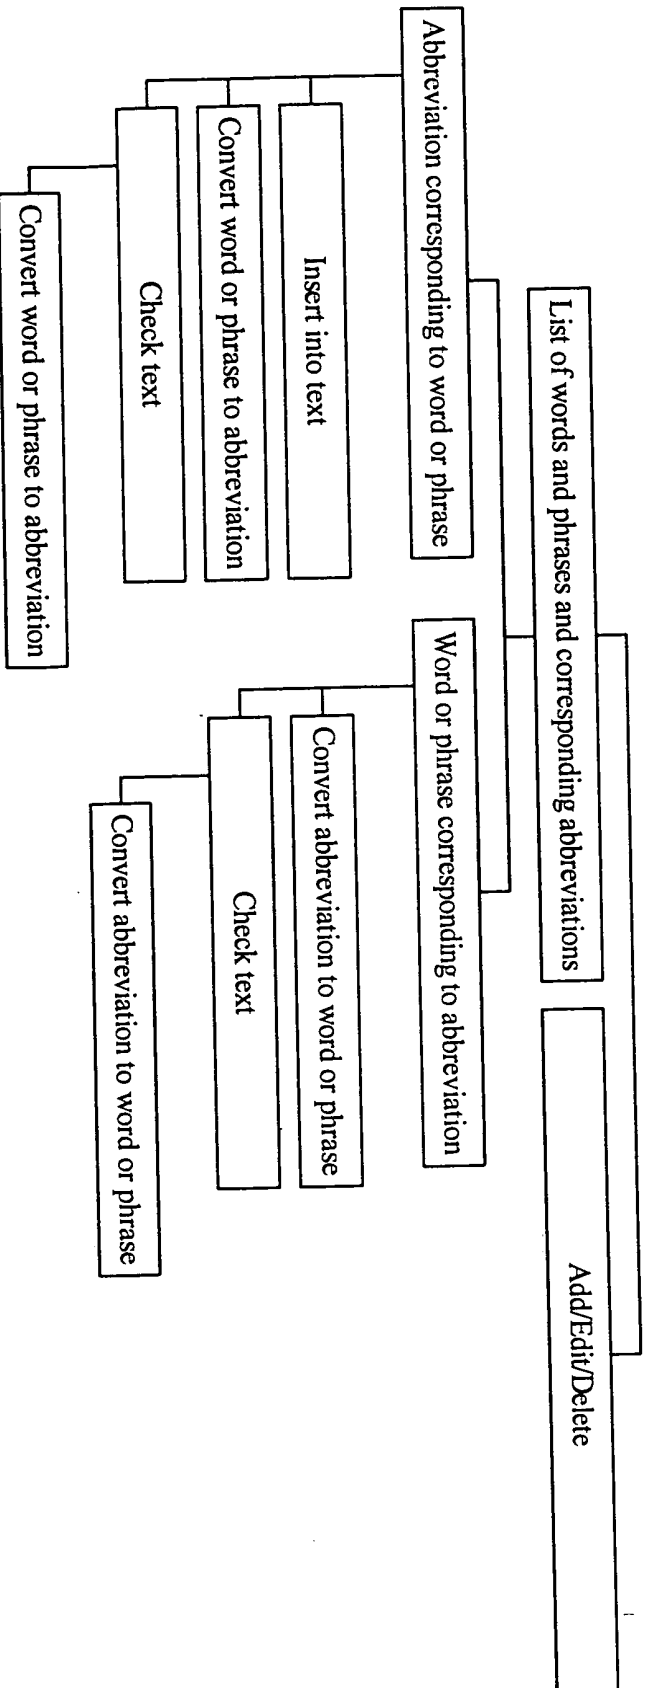 List of words and phrases and corresponding abbreviations
Add/Edit/Delete
Abbreviation corresponding to word or phrase
Word or phrase corresponding to abbreviation
Insert into text
Convert word or phrase to abbreviation
Check text
Convert word or phrase to abbreviation
Convert abbreviation to word or phrase
Check text
Convert abbreviation to word or phrase